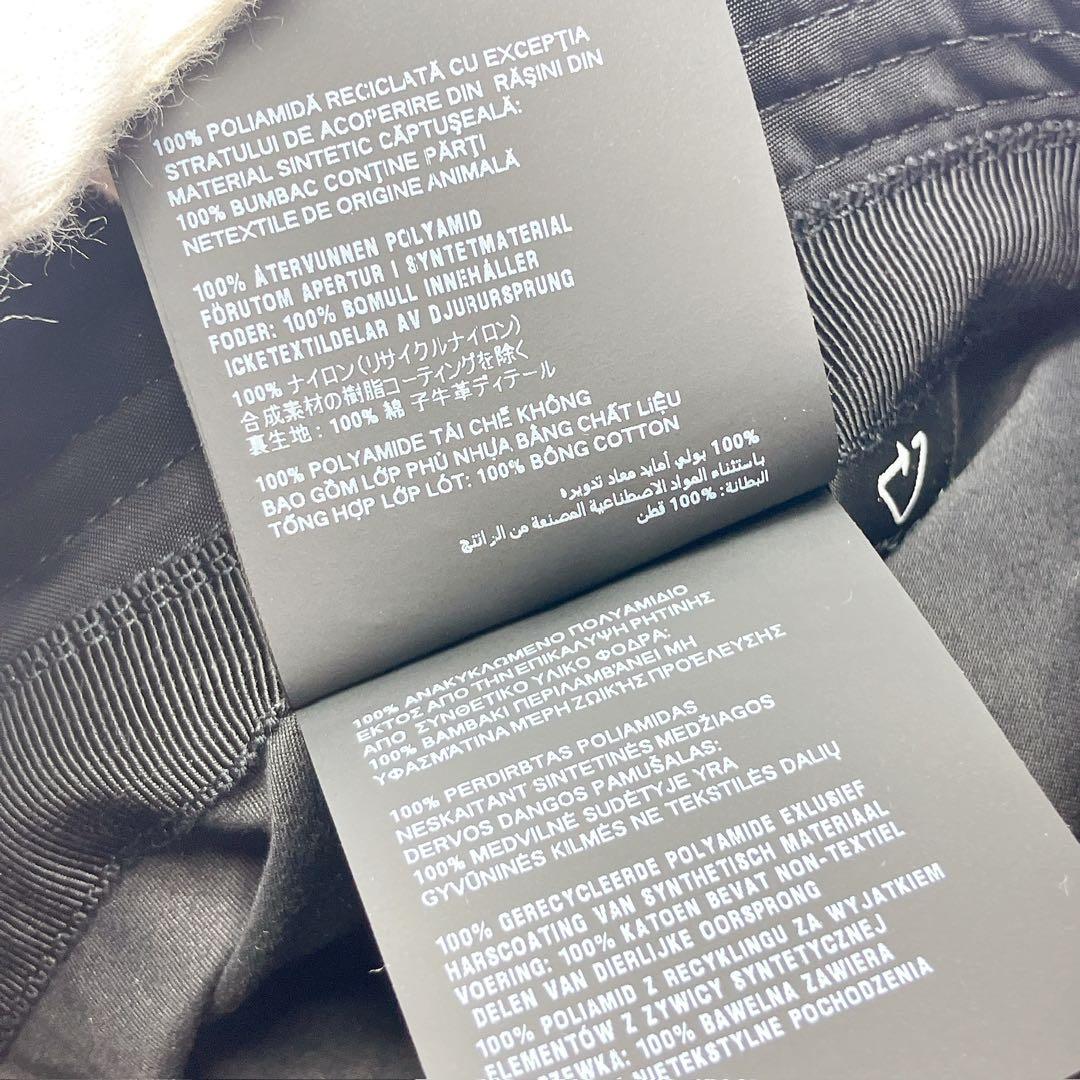 100% POLIAMIDĂ RECICLATĂ CU EXCEPȚIA
STRATULUI DE ACOPERIRE DIN RĂȘINI DIN
MATERIAL SINTETIC CĂPTUȘEALĂ:
100% BUMBAC CONȚINE PĂRȚI
NETEXTILE DE ORIGINE ANIMALĂ
100% ÅTERVUNNEN POLYAMID
FÖRUTOM APERTUR I SYNTETMATERIAL
FODER: 100% BOMULL INNEHÅLLER
ICKETEXTILDELAR AV DJURURSPRUNG
100% ナイロン(リサイクルナイロン)
合成素材の樹脂コーティングを除く
裏生地：100% 綿 子牛革ディテール
100% POLYAMIDE TÁI CHẾ KHÔNG
BAO GỒM LỚP PHỦ NHỰA BẰNG CHẤT LIỆU
TỔNG HỢP LỚP LÓT: 100% BÔNG COTTON
100% بولي أمايد معاد تدويره
باستثناء المواد الاصطناعية المصنعة من الراتنج
البطانة: 100% قطن
100% ΑΝΑΚΥΚΛΩΜΕΝΟ ΠΟΛΥΑΜΙΔΙΟ
ΕΚΤΟΣ ΑΠΟ ΤΗΝ ΕΠΙΚΑΛΥΨΗ ΡΗΤΙΝΗΣ
ΑΠΟ ΣΥΝΘΕΤΙΚΟ ΥΛΙΚΟ ΦΟΔΡΑ:
100% ΒΑΜΒΑΚΙ ΠΕΡΙΛΑΜΒΆΝΕΙ ΜΗ
ΥΦΑΣΜΆΤΙΝΑ ΜΈΡΗ ΖΩΙΚΉΣ ΠΡΟΈΛΕΥΣΗΣ
100% PERDIRBTAS POLIAMIDAS
NESKAITANT SINTETINĖS MEDŽIAGOS
DERVOS DANGOS PAMUŠALAS:
100% MEDVILNĖ SUDĖTYJE YRA
GYVŪNINĖS KILMĖS NE TEKSTILĖS DALIŲ
100% GERECYCLEERDE POLYAMIDE EXLUSIEF
HARSCOATING VAN SYNTHETISCH MATERIAAL
VOERING: 100% KATOEN BEVAT NON-TEXTIEL
DELEN VAN DIERLIJKE OORSPRONG
100% POLIAMID Z RECYKLINGU ZA WYJATKIEM
ELEMENTÓW Z ŻYWICY SYNTETYCZNEJ
100% BAWELNA ZAWIERA
NIETEKSTYLNE POCHODZENIA